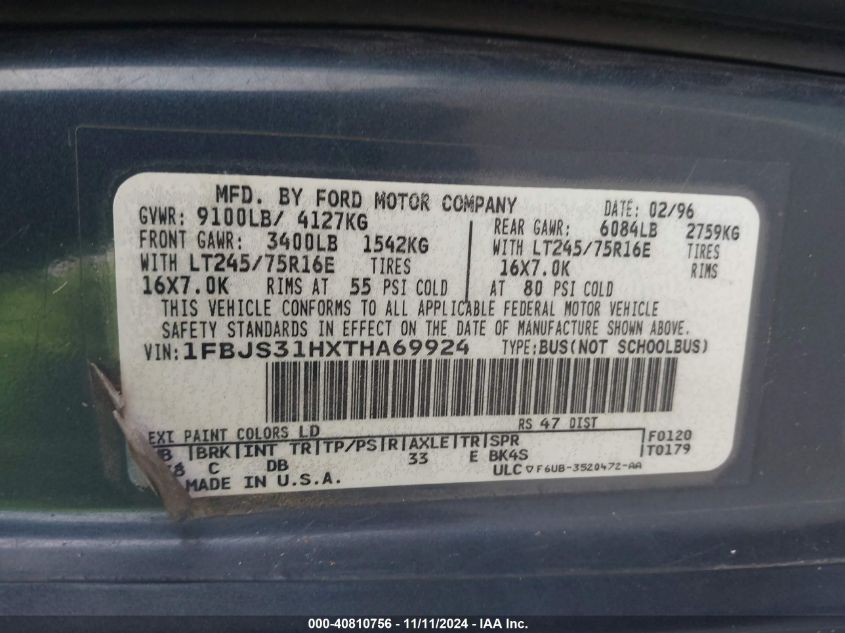 MFD. BY FORD MOTOR COMPANY
DATE: 02/96
GVWR: 9100LB/ 4127KG
REAR GAWR: 6084LB 2759KG
FRONT GAWR: 3400LB 1542KG
WITH LT245/75R16E TIRES
WITH LT245/75R16E TIRES
16X7.0K RIMS
16X7.0K RIMS AT 55 PSI COLD
AT 80 PSI COLD
THIS VEHICLE CONFORMS TO ALL APPLICABLE FEDERAL MOTOR VEHICLE
SAFETY STANDARDS IN EFFECT ON THE DATE OF MANUFACTURE SHOWN ABOVE.
VIN: 1FBJS31HXTHA69924 TYPE: BUS(NOT SCHOOLBUS)
EXT PAINT COLORS LD RS 47 DIST
B |BRK|INT TR|TP/PS|R|AXLE|TR|SPR F0120
8 C DB 33 E BK4S T0179
MADE IN U.S.A. ULC F6UB-3520472-AA
000-40810756 - 11/11/2024 - IAA Inc.